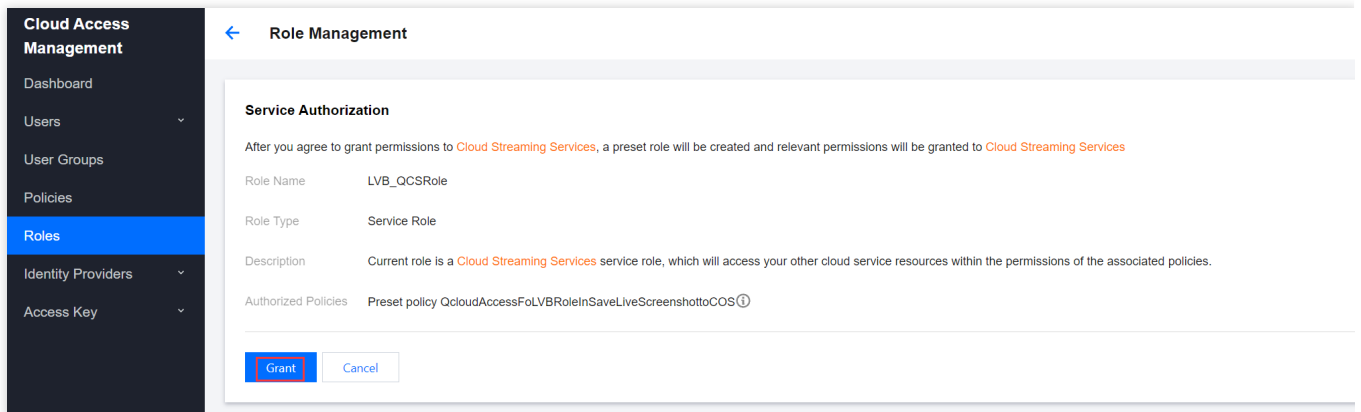 Cloud Access
Management
Dashboard
Users
User Groups
Policies
Roles
Identity Providers
Access Key
Role Management
Service Authorization
After you agree to grant permissions to Cloud Streaming Services, a preset role will be created and relevant permissions will be granted to Cloud Streaming Services
Role Name LVB_QCSRole
Role Type Service Role
Description Current role is a Cloud Streaming Services service role, which will access your other cloud service resources within the permissions of the associated policies.
Authorized Policies Preset policy QcloudAccessFoLVBRoleInSaveLiveScreenshottoCOS
Grant Cancel